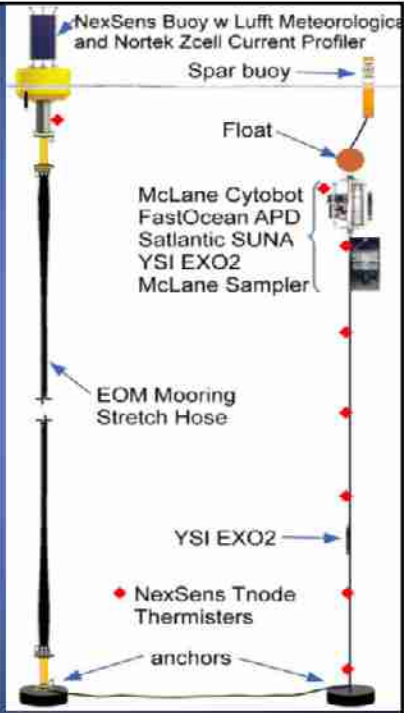 NexSens Buoy w Lufft Meteorologica
and Nortek Zcell Current Profiler
Spar buoy
Float
McLane Cytobot
FastOcean APD
Satlantic SUNA
YSI EXO2
McLane Sampler
EOM Mooring
Stretch Hose
YSI EXO2
NexSens Tnode
Thermisters
anchors